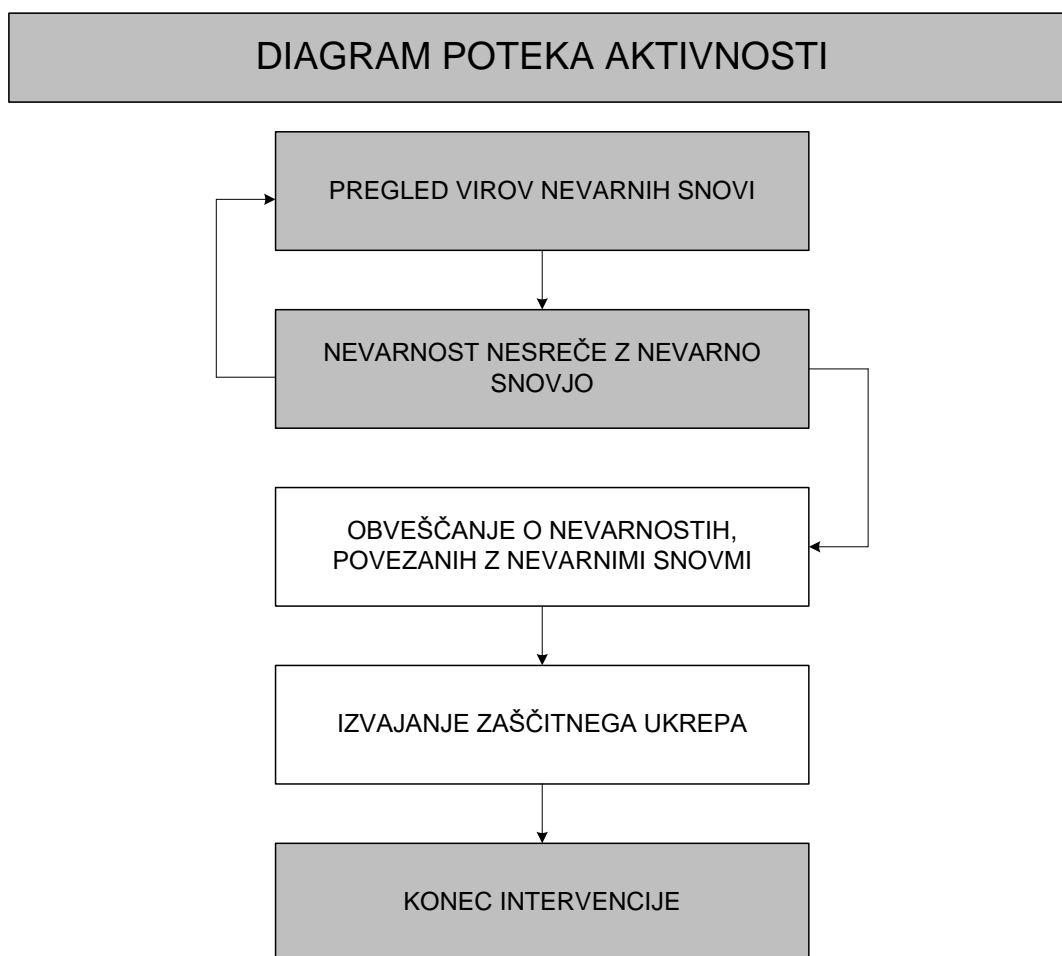 DIAGRAM POTEKA AKTIVNOSTI
PREGLED VIROV NEVARNIH SNOVI
NEVARNOST NESREČE Z NEVARNO
SNOVJO
OBVEŠČANJE O NEVARNOSTIH,
POVEZANIH Z NEVARNIMI SNOVMI
IZVAJANJE ZAŠČITNEGA UKREPA
KONEC INTERVENCIJE